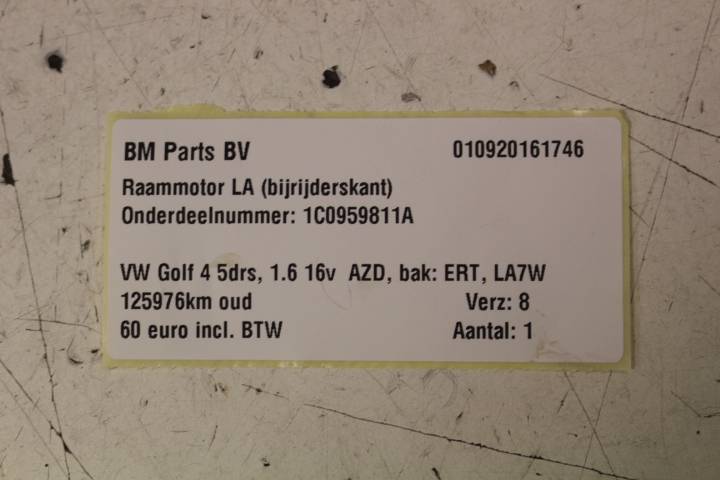 BM Parts BV 010920161746
Raammotor LA (bijrijderskant)
Onderdeelnummer: 1C0959811A
VW Golf 4 5drs, 1.6 16v AZD, bak: ERT, LA7W
125976km oud Verz: 8
60 euro incl. BTW Aantal: 1